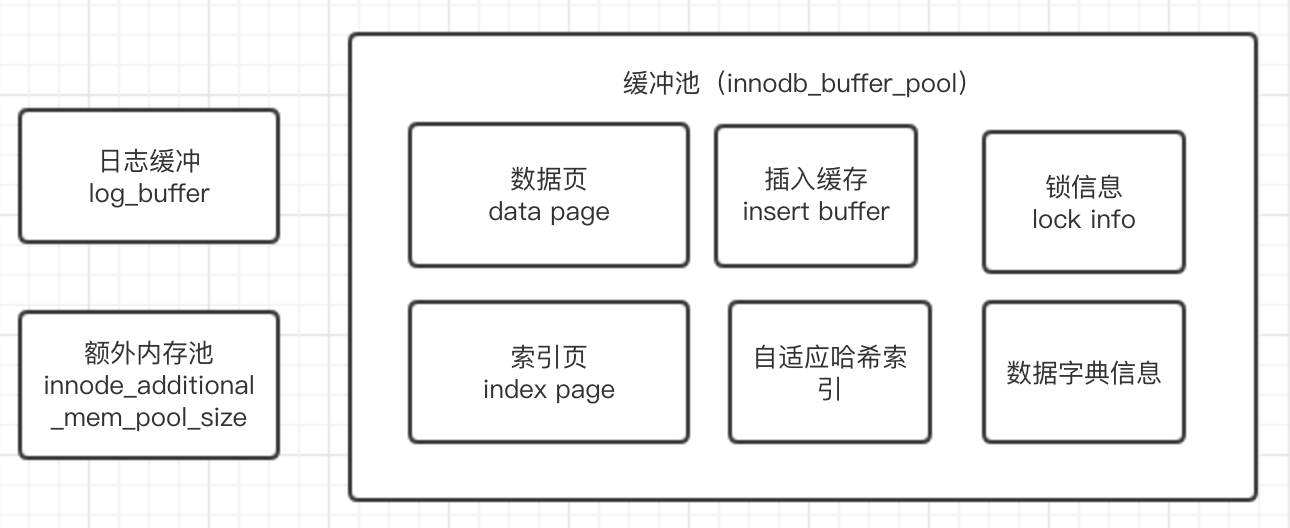 缓冲池（innodb_buffer_pool）
日志缓冲
log_buffer
额外内存池
innode_additional
_mem_pool_size
数据页
data page
插入缓存
insert buffer
锁信息
lock info
索引页
index page
自适应哈希索
引
数据字典信息